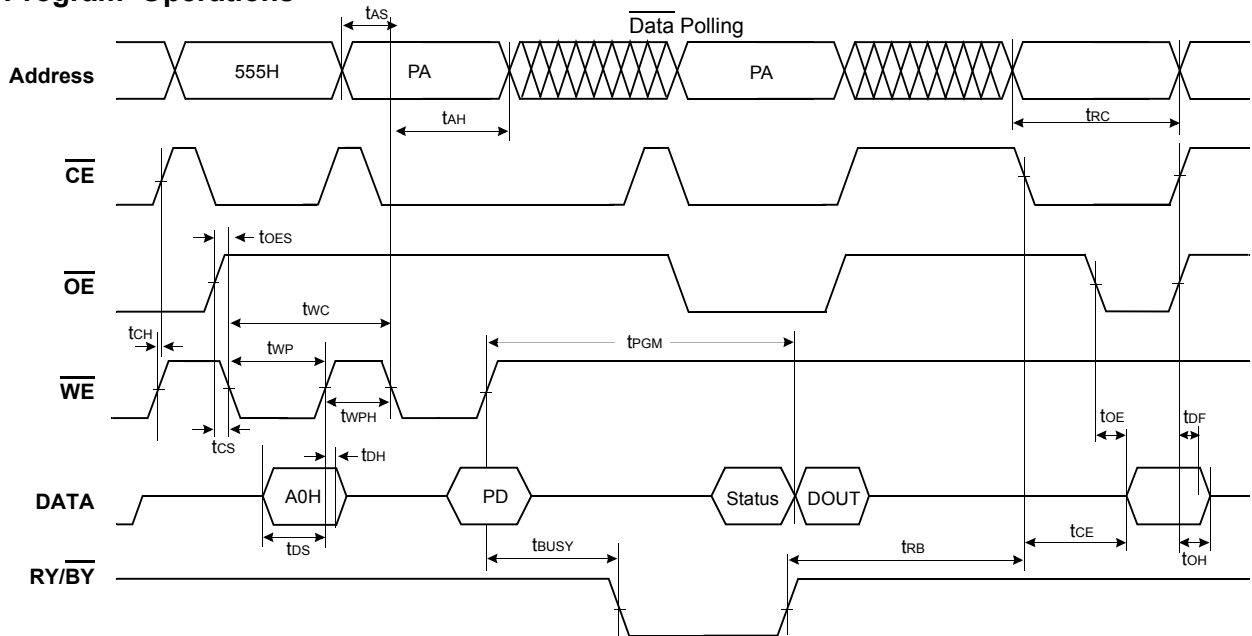 Program Operations
tAS
Data Polling
Address
555H
PA
PA
tAH
tRC
CE
tOES
OE
tWC
tCH
tWP
tPGM
WE
tWPH
tOE
tDF
tCS
tDH
A0H
PD
Status
DOUT
DATA
tDS
tBUSY
tRB
tCE
tOH
RY/BY